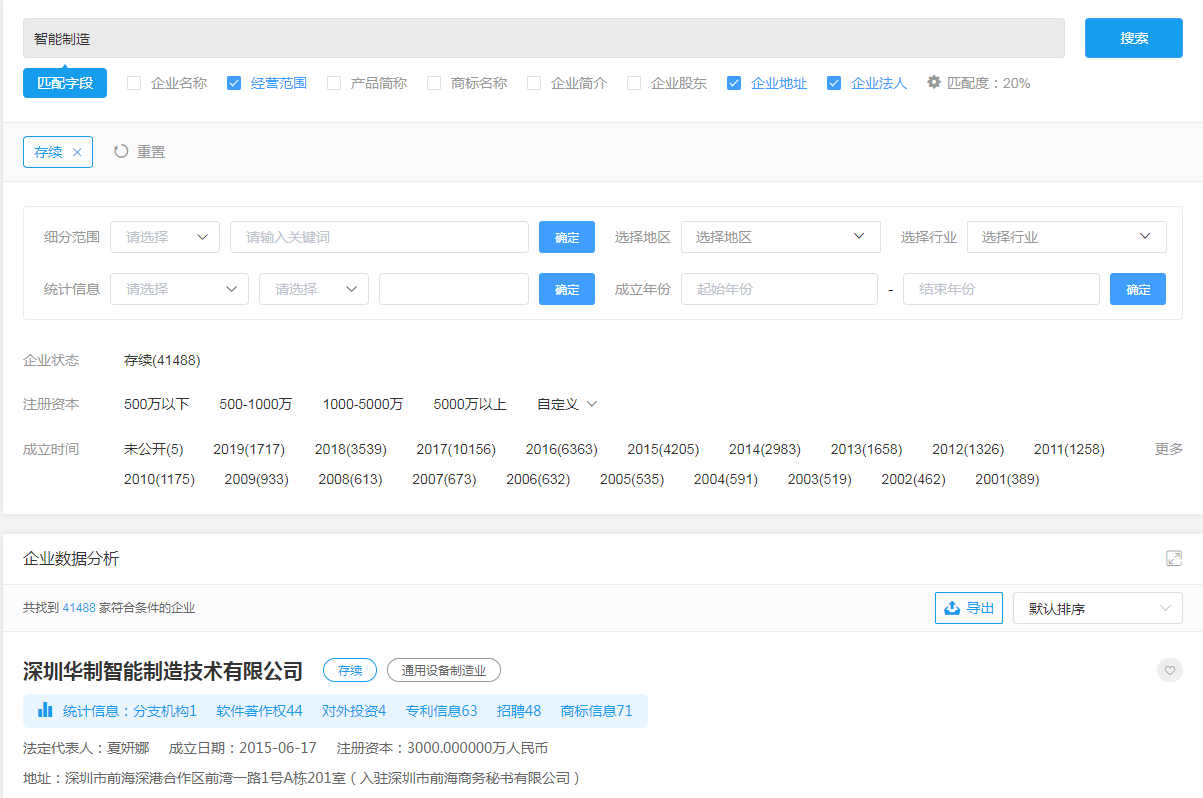 智能制造 搜索
匹配字段 企业名称 经营范围 产品简称 商标名称 企业简介 企业股东 企业地址 企业法人 匹配度：20%
存续 × 重置
细分范围 请选择 请输入关键词 确定 选择地区 选择地区 选择行业 选择行业
统计信息 请选择 请选择 确定 成立年份 起始年份 - 结束年份 确定
企业状态 存续(41488)
注册资本 500万以下 500-1000万 1000-5000万 5000万以上 自定义
成立时间 未公开(5) 2019(1717) 2018(3539) 2017(10156) 2016(6363) 2015(4205) 2014(2983) 2013(1658) 2012(1326) 2011(1258) 更多
2010(1175) 2009(933) 2008(613) 2007(673) 2006(632) 2005(535) 2004(591) 2003(519) 2002(462) 2001(389)
企业数据分析
共找到 41488 家符合条件的企业 导出 默认排序
深圳华制智能制造技术有限公司 存续 通用设备制造业
统计信息：分支机构1 软件著作权44 对外投资4 专利信息63 招聘48 商标信息71
法定代表人：夏妍娜 成立日期：2015-06-17 注册资本：3000.000000万人民币
地址：深圳市前海深港合作区前湾一路1号A栋201室（入驻深圳市前海商务秘书有限公司）